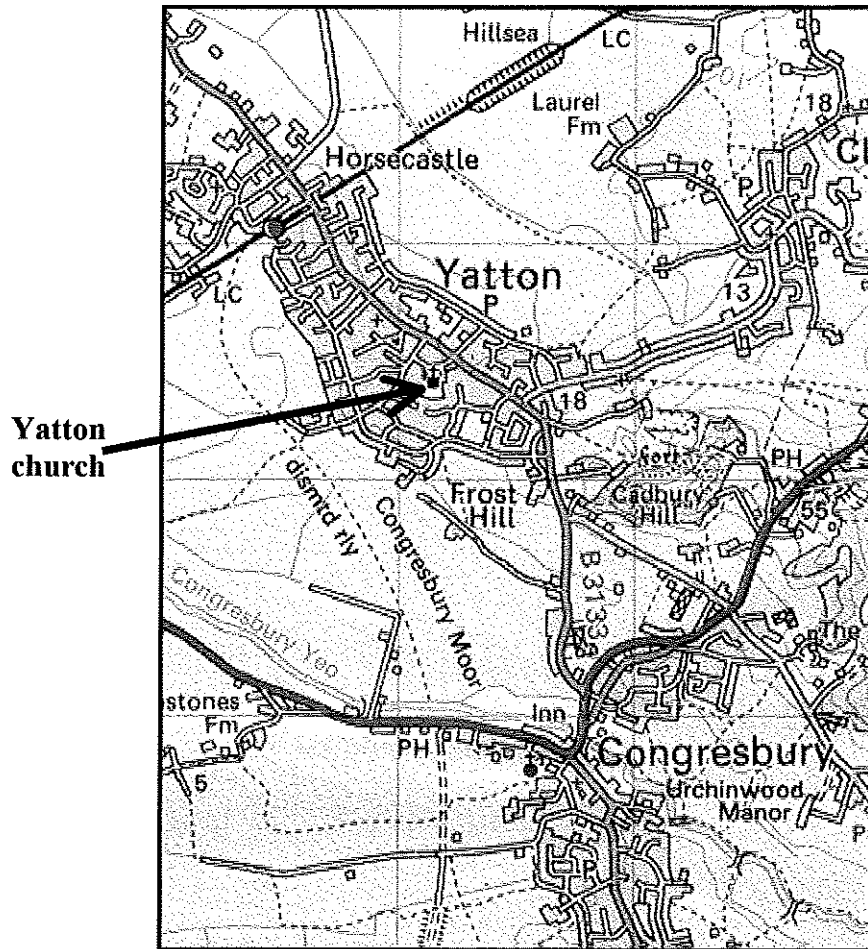 Hillsea
LC
Laurel
Fm
18
Horsecastle
P
Yatton
P
LC
13
18
Yatton
church
fort
PH
Frost
Hill
Cadbury
Hill
55
dismtd rly
Congresbury Moor
B 3133
Congresbury Yeo
The
stones
Fm
Inn
PH
Congresbury
5
Urchinwood
Manor
P